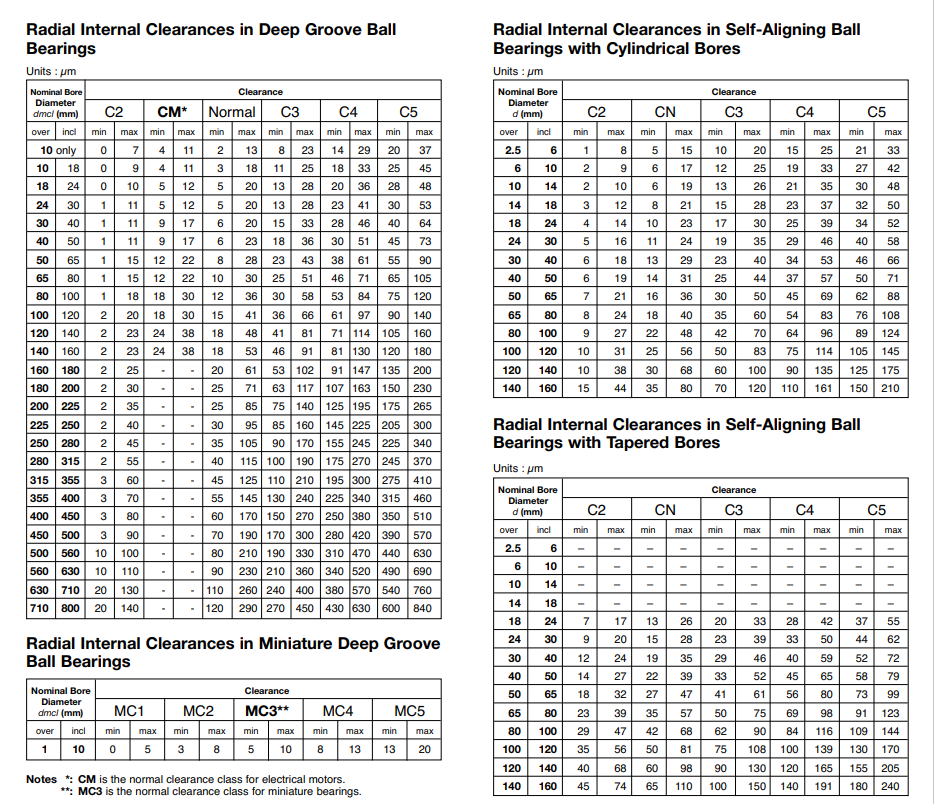 Radial Internal Clearances in Deep Groove Ball
Bearings
Units : μm
Nominal Bore Diameter dmcl (mm) Clearance
C2 CM* Normal C3 C4 C5
over incl min max min max min max min max min max min max
10 only 0 7 4 11 2 13 8 23 14 29 20 37
10 18 0 9 4 11 3 18 11 25 18 33 25 45
18 24 0 10 5 12 5 20 13 28 20 36 28 48
24 30 1 11 5 12 5 20 13 28 23 41 30 53
30 40 1 11 9 17 6 20 15 33 28 46 40 64
40 50 1 11 9 17 6 23 18 36 30 51 45 73
50 65 1 15 12 22 8 28 23 43 38 61 55 90
65 80 1 15 12 22 10 30 25 51 46 71 65 105
80 100 1 18 18 30 12 36 30 58 53 84 75 120
100 120 2 20 18 30 15 41 36 66 61 97 90 140
120 140 2 23 24 38 18 48 41 81 71 114 105 160
140 160 2 23 24 38 18 53 46 91 81 130 120 180
160 180 2 25 - - 20 61 53 102 91 147 135 200
180 200 2 30 - - 25 71 63 117 107 163 150 230
200 225 2 35 - - 25 85 75 140 125 195 175 265
225 250 2 40 - - 30 95 85 160 145 225 205 300
250 280 2 45 - - 35 105 90 170 155 245 225 340
280 315 2 55 - - 40 115 100 190 175 270 245 370
315 355 3 60 - - 45 125 110 210 195 300 275 410
355 400 3 70 - - 55 145 130 240 225 340 315 460
400 450 3 80 - - 60 170 150 270 250 380 350 510
450 500 3 90 - - 70 190 170 300 280 420 390 570
500 560 10 100 - - 80 210 190 330 310 470 440 630
560 630 10 110 - - 90 230 210 360 340 520 490 690
630 710 20 130 - - 110 260 240 400 380 570 540 760
710 800 20 140 - - 120 290 270 450 430 630 600 840
Radial Internal Clearances in Miniature Deep Groove
Ball Bearings
Nominal Bore Diameter dmcl (mm) Clearance
MC1 MC2 MC3** MC4 MC5
over incl min max min max min max min max min max
1 10 0 5 3 8 5 10 8 13 13 20
Notes *: CM is the normal clearance class for electrical motors.
**: MC3 is the normal clearance class for miniature bearings.
Radial Internal Clearances in Self-Aligning Ball
Bearings with Cylindrical Bores
Units : μm
Nominal Bore Diameter d (mm) Clearance
C2 CN C3 C4 C5
over incl min max min max min max min max min max
2.5 6 1 8 5 15 10 20 15 25 21 33
6 10 2 9 6 17 12 25 19 33 27 42
10 14 2 10 6 19 13 26 21 35 30 48
14 18 3 12 8 21 15 28 23 37 32 50
18 24 4 14 10 23 17 30 25 39 34 52
24 30 5 16 11 24 19 35 29 46 40 58
30 40 6 18 13 29 23 40 34 53 46 66
40 50 6 19 14 31 25 44 37 57 50 71
50 65 7 21 16 36 30 50 45 69 62 88
65 80 8 24 18 40 35 60 54 83 76 108
80 100 9 27 22 48 42 70 64 96 89 124
100 120 10 31 25 56 50 83 75 114 105 145
120 140 10 38 30 68 60 100 90 135 125 175
140 160 15 44 35 80 70 120 110 161 150 210
Radial Internal Clearances in Self-Aligning Ball
Bearings with Tapered Bores
Units : μm
Nominal Bore Diameter d (mm) Clearance
C2 CN C3 C4 C5
over incl min max min max min max min max min max
2.5 6 – – – – – – – – – –
6 10 – – – – – – – – – –
10 14 – – – – – – – – – –
14 18 – – – – – – – – – –
18 24 7 17 13 26 20 33 28 42 37 55
24 30 9 20 15 28 23 39 33 50 44 62
30 40 12 24 19 35 29 46 40 59 52 72
40 50 14 27 22 39 33 52 45 65 58 79
50 65 18 32 27 47 41 61 56 80 73 99
65 80 23 39 35 57 50 75 69 98 91 123
80 100 29 47 42 68 62 90 84 116 109 144
100 120 35 56 50 81 75 108 100 139 130 170
120 140 40 68 60 98 90 130 120 165 155 205
140 160 45 74 65 110 100 150 140 191 180 240